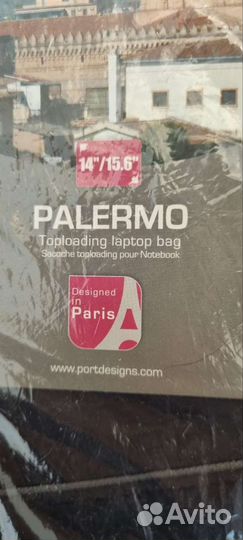 14"/15.6"
PALERMO
Toploading laptop bag
Sacoche toploading pour Notebook
Designed
in
Paris
www.portdesigns.com
Avito